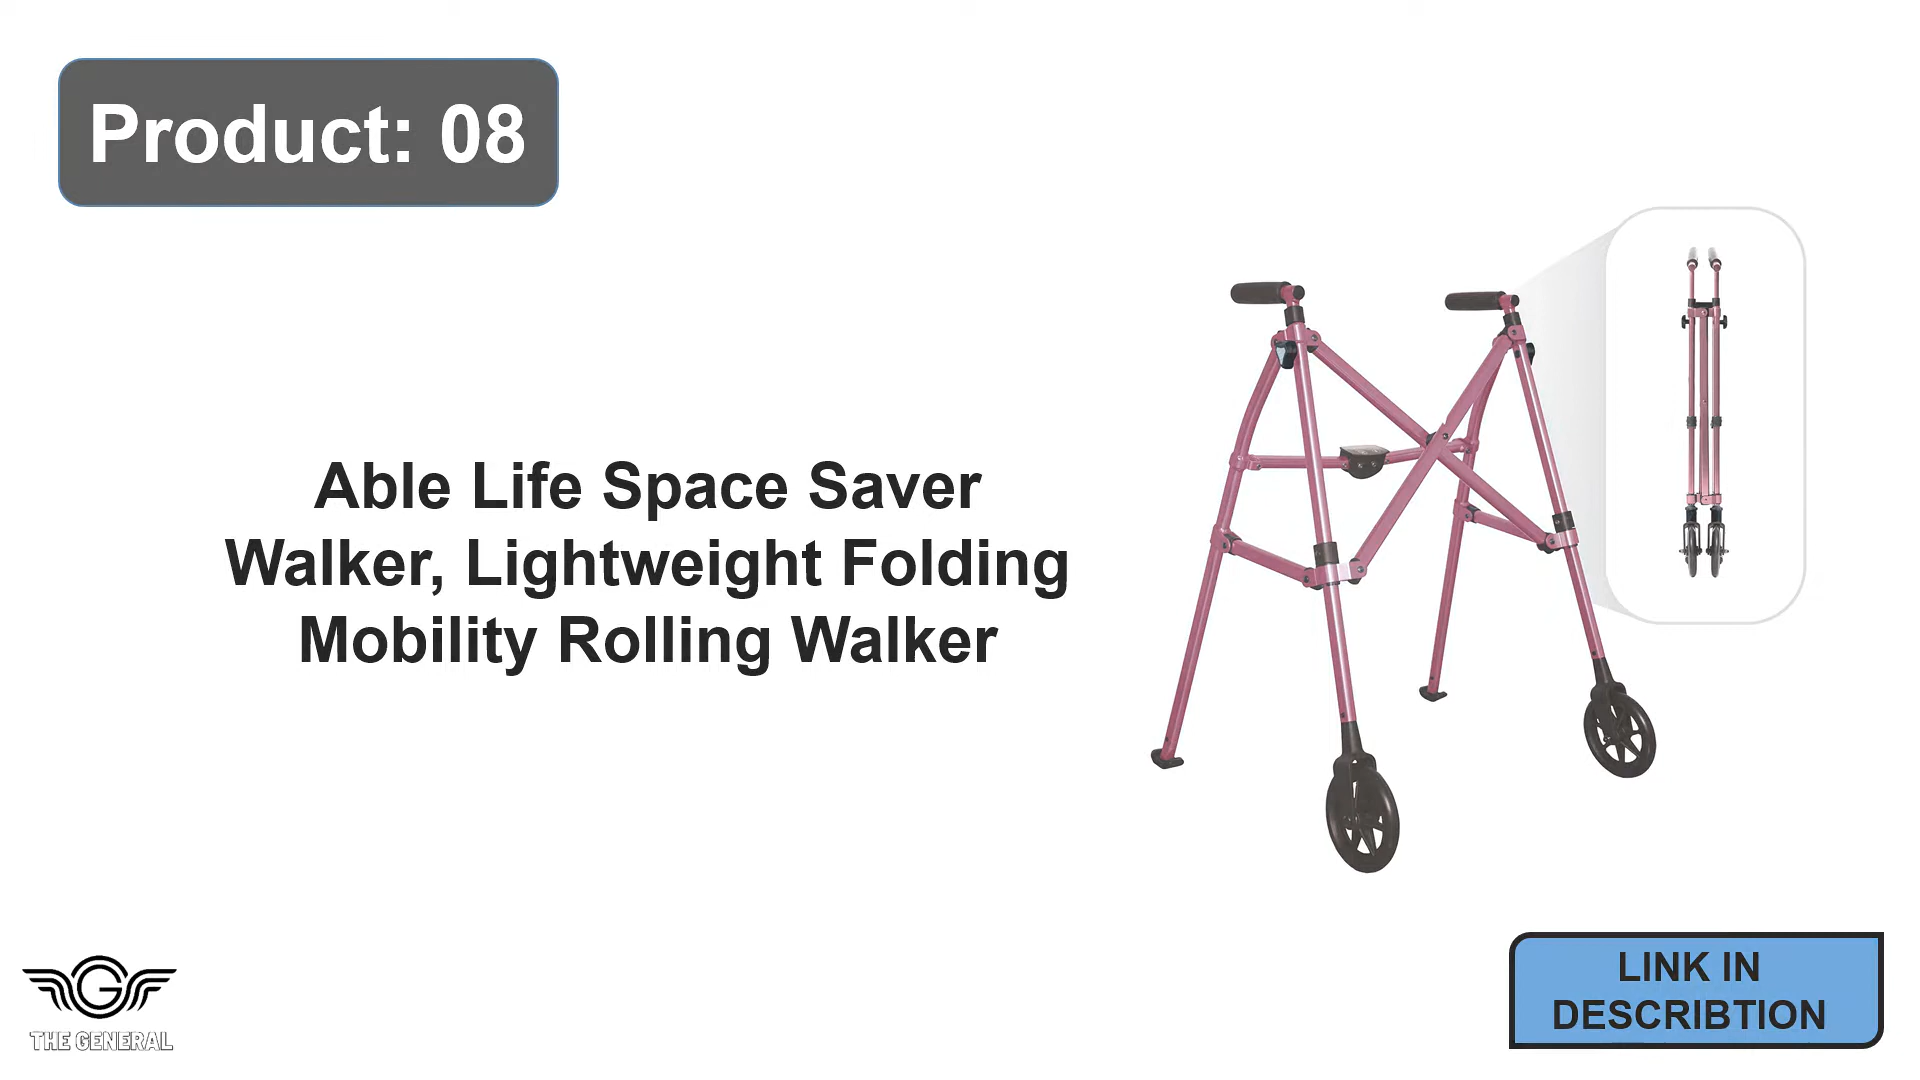 Product: 08
Able Life Space Saver
Walker, Lightweight Folding
Mobility Rolling Walker
G
THE GENERAL
LINK IN
DESCRIBTION